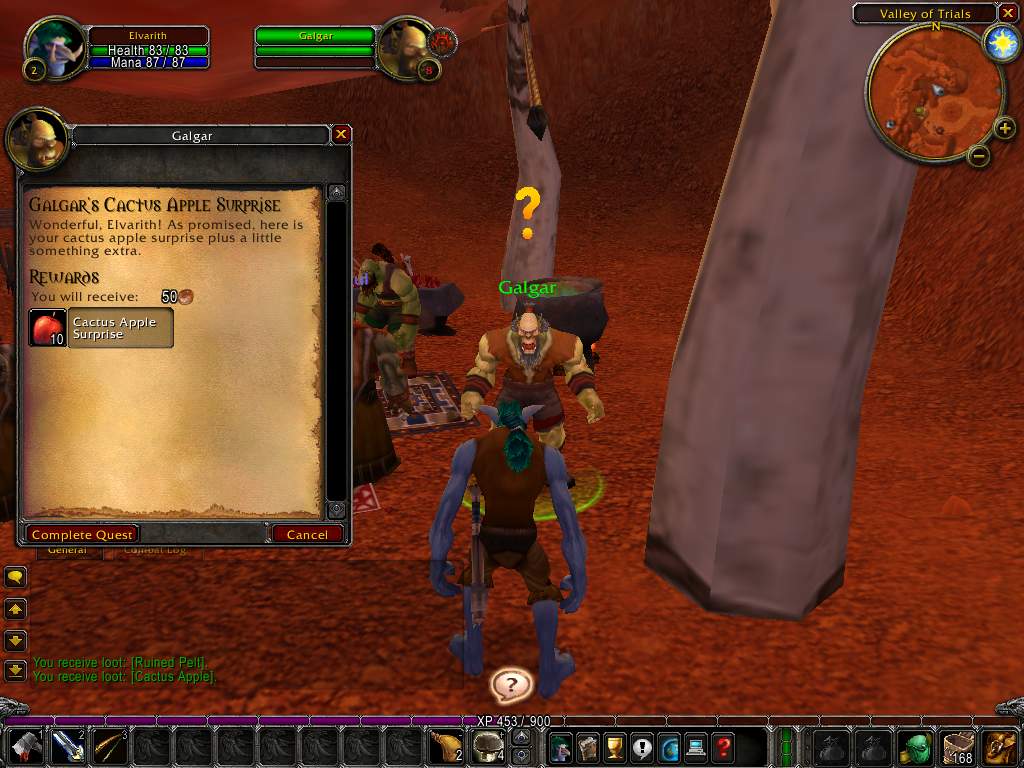 Elvarith
Health 83 / 83
Mana 87 / 87
2
Galgar
8
Valley of Trials
N
Galgar
Galgar's Cactus Apple Surprise
Wonderful, Elvarith! As promised, here is
your cactus apple surprise plus a little
something extra.
Rewards
You will receive: 50
10
Cactus Apple
Surprise
Complete Quest
Cancel
?
Galgar
General
Combat Log
You receive loot: [Ruined Pelt].
You receive loot: [Cactus Apple].
?
XP 453 / 900
2
3
2
4
!
?
168